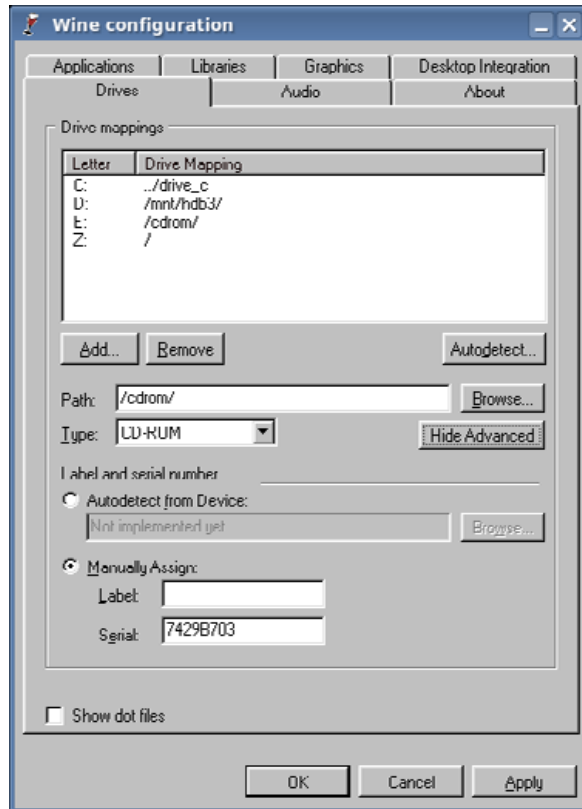 Wine configuration
Applications Libraries Graphics Desktop Integration
Drives Audio About
Drive mappings
Letter Drive Mapping
C: ../drive_c
D: /mnt/hdb3/
E: /cdrom/
Z: /
Add... Remove Autodetect...
Path: /cdrom/ Browse...
Type: CD-ROM Hide Advanced
Label and serial number
Autodetect from Device:
Not implemented yet Browse...
Manually Assign:
Label:
Serial: 7429B703
Show dot files
OK Cancel Apply